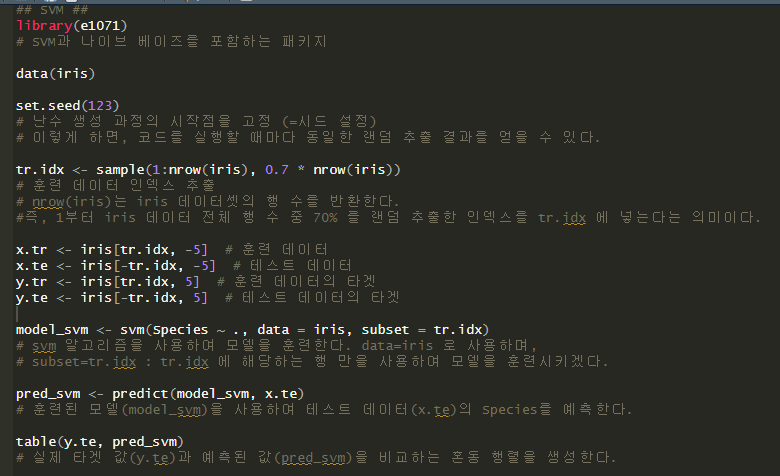 ## SVM ##
library(e1071)
# SVM과 나이브 베이즈를 포함하는 패키지
data(iris)
set.seed(123)
# 난수 생성 과정의 시작점을 고정 (=시드 설정)
# 이렇게 하면, 코드를 실행할 때마다 동일한 랜덤 추출 결과를 얻을 수 있다.
tr.idx <- sample(1:nrow(iris), 0.7 * nrow(iris))
# 훈련 데이터 인덱스 추출
# nrow(iris)는 iris 데이터셋의 행 수를 반환한다.
#즉, 1부터 iris 데이터 전체 행 수 중 70% 를 랜덤 추출한 인덱스를 tr.idx 에 넣는다는 의미이다.
x.tr <- iris[tr.idx, -5]  # 훈련 데이터
x.te <- iris[-tr.idx, -5]  # 테스트 데이터
y.tr <- iris[tr.idx, 5]  # 훈련 데이터의 타겟
y.te <- iris[-tr.idx, 5]  # 테스트 데이터의 타겟
model_svm <- svm(Species ~ ., data = iris, subset = tr.idx)
# svm 알고리즘을 사용하여 모델을 훈련한다. data=iris 로 사용하며,
# subset=tr.idx : tr.idx 에 해당하는 행 만을 사용하여 모델을 훈련시키겠다.
pred_svm <- predict(model_svm, x.te)
# 훈련된 모델(model_svm)을 사용하여 테스트 데이터(x.te)의 Species를 예측한다.
table(y.te, pred_svm)
# 실제 타겟 값(y.te)과 예측된 값(pred_svm)을 비교하는 혼동 행렬을 생성한다.